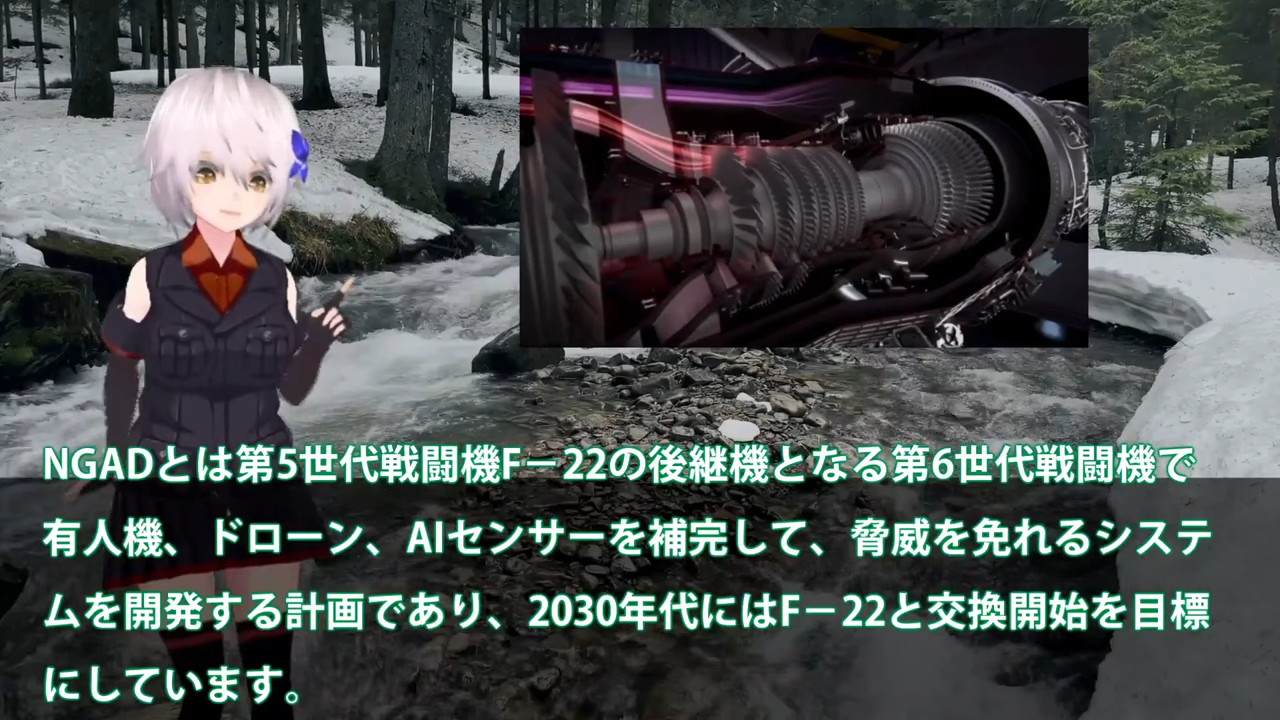 NGADとは第5世代戦闘機F－22の後継機となる第6世代戦闘機で
有人機、ドローン、AIセンサーを補完して、脅威を免れるシステ
ムを開発する計画であり、2030年代にはF－22と交換開始を目標
にしています。